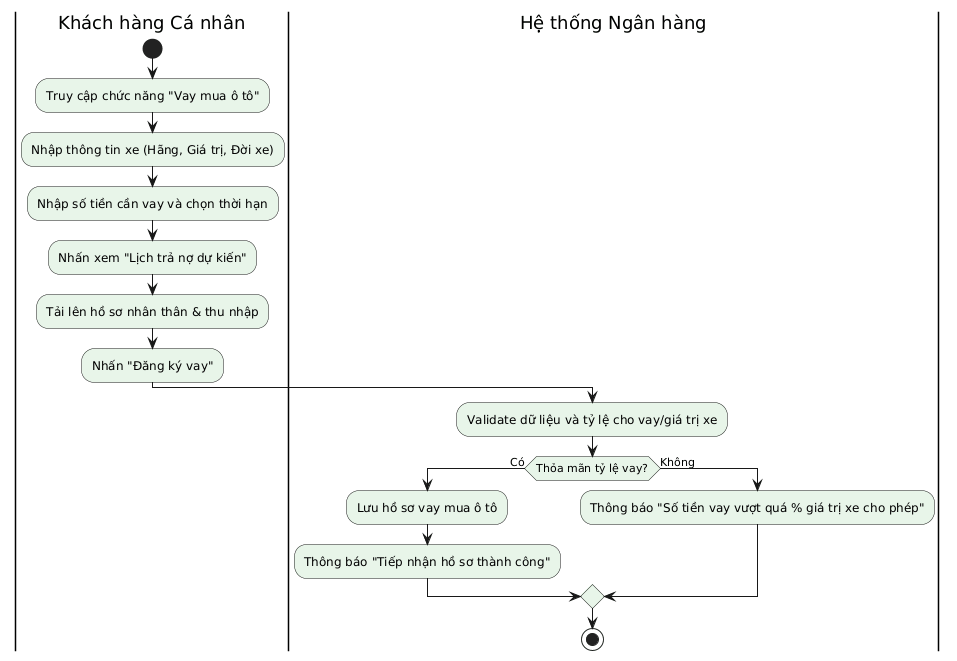 Khách hàng Cá nhân
Hệ thống Ngân hàng
Truy cập chức năng "Vay mua ô tô"
Nhập thông tin xe (Hãng, Giá trị, Đời xe)
Nhập số tiền cần vay và chọn thời hạn
Nhấn xem "Lịch trả nợ dự kiến"
Tải lên hồ sơ nhân thân & thu nhập
Nhấn "Đăng ký vay"
Validate dữ liệu và tỷ lệ cho vay/giá trị xe
Thỏa mãn tỷ lệ vay?
Có
Không
Lưu hồ sơ vay mua ô tô
Thông báo "Số tiền vay vượt quá % giá trị xe cho phép"
Thông báo "Tiếp nhận hồ sơ thành công"